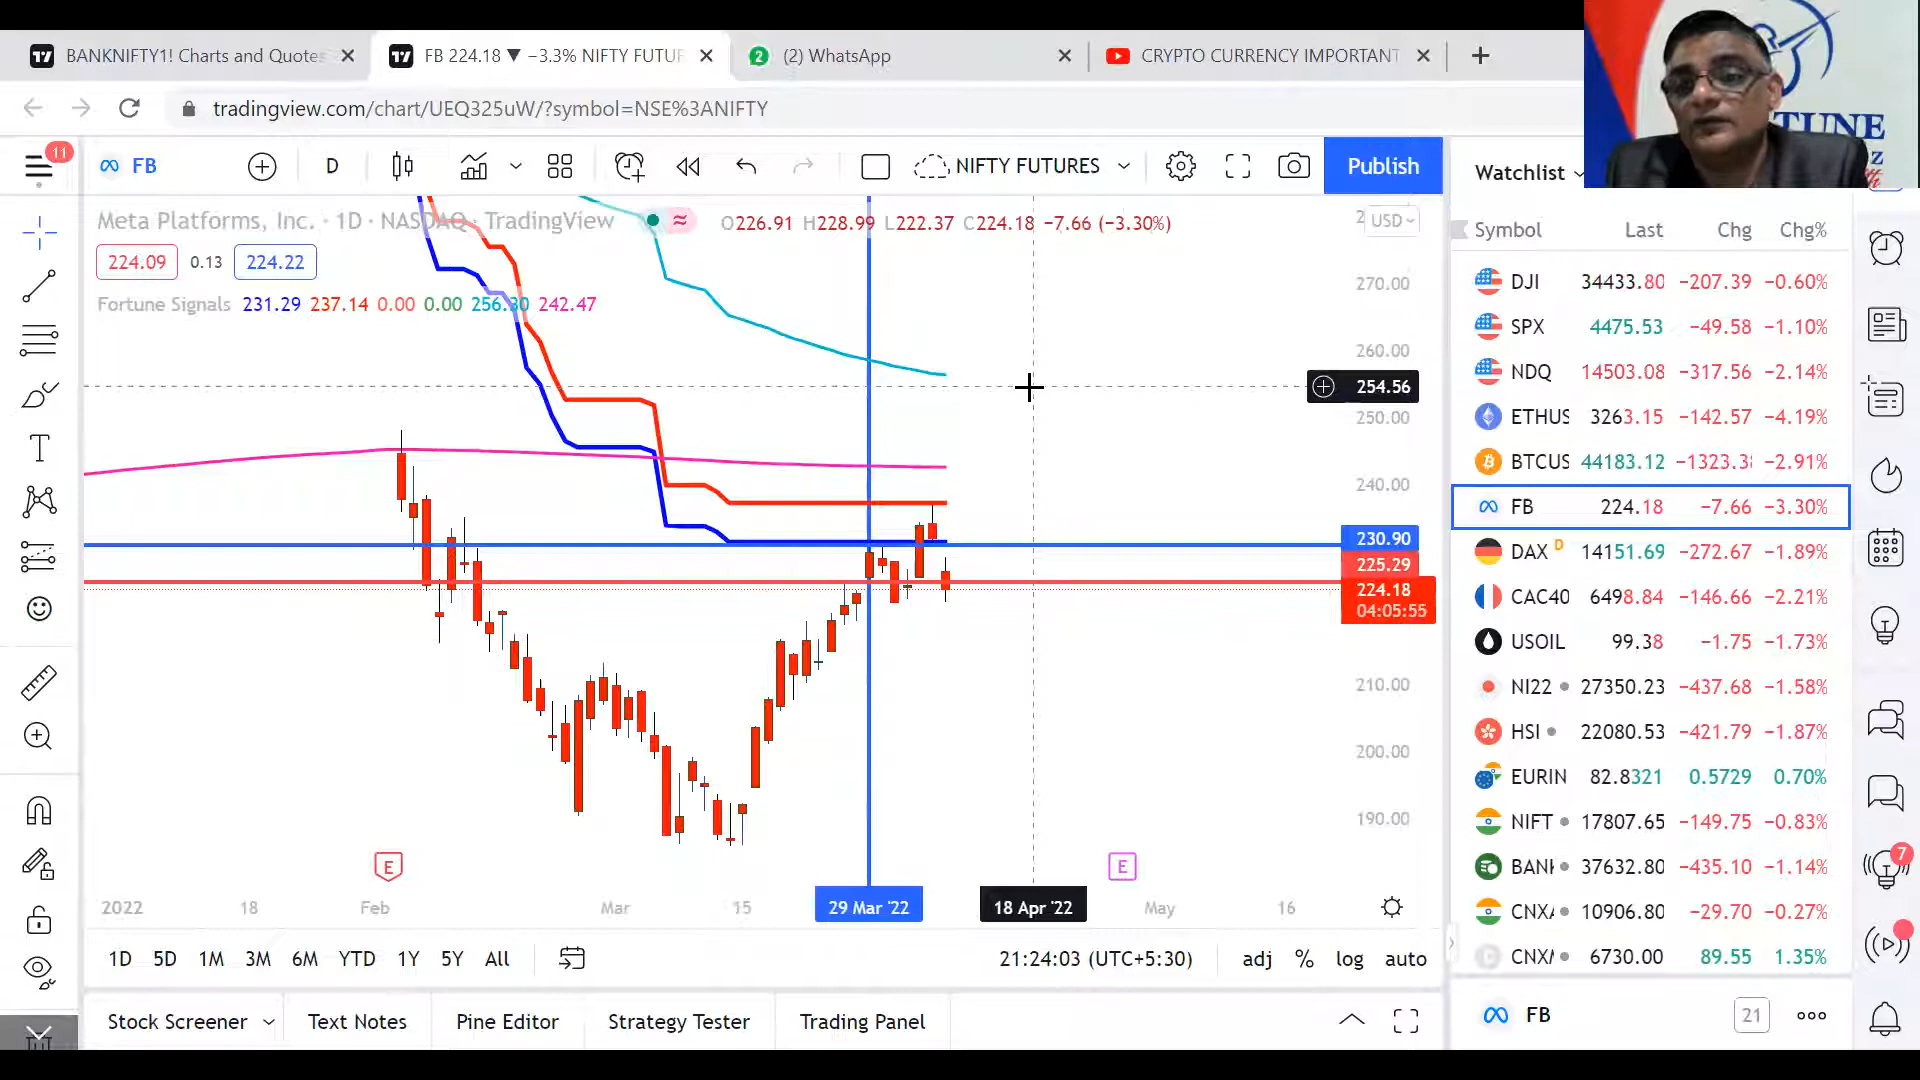 BANKNIFTY1! Charts and Quotes
FB 224.18 ▼ −3.3% NIFTY FUTUR
2 (2) WhatsApp
CRYPTO CURRENCY IMPORTANT
tradingview.com/chart/UEQ325uW/?symbol=NSE%3ANIFTY
TUNE
11
FB
D
NIFTY FUTURES
Publish
Watchlist
Meta Platforms, Inc. · 1D · NASDAQ · TradingView
O226.91 H228.99 L222.37 C224.18 −7.66 (−3.30%)
USD
224.09 0.13 224.22
Fortune Signals 231.29 237.14 0.00 0.00 256.30 242.47
270.00
260.00
254.56
250.00
240.00
230.90
225.29
224.18
04:05:55
210.00
200.00
190.00
E
E
2022 18 Feb Mar 15 29 Mar '22 18 Apr '22 May 16
Symbol Last Chg Chg%
DJI 34433.80 −207.39 −0.60%
SPX 4475.53 −49.58 −1.10%
NDQ 14503.08 −317.56 −2.14%
ETHUS 3263.15 −142.57 −4.19%
BTCUS 44183.12 −1323.3 −2.91%
FB 224.18 −7.66 −3.30%
DAX D 14151.69 −272.67 −1.89%
CAC40 6498.84 −146.66 −2.21%
USOIL 99.38 −1.75 −1.73%
NI22 27350.23 −437.68 −1.58%
HSI 22080.53 −421.79 −1.87%
EURIN 82.8321 0.5729 0.70%
NIFT 17807.65 −149.75 −0.83%
BANK 37632.80 −435.10 −1.14%
CNXA 10906.80 −29.70 −0.27%
CNXM 6730.00 89.55 1.35%
7
1D 5D 1M 3M 6M YTD 1Y 5Y All
21:24:03 (UTC+5:30)
adj % log auto
Stock Screener Text Notes Pine Editor Strategy Tester Trading Panel
FB 21